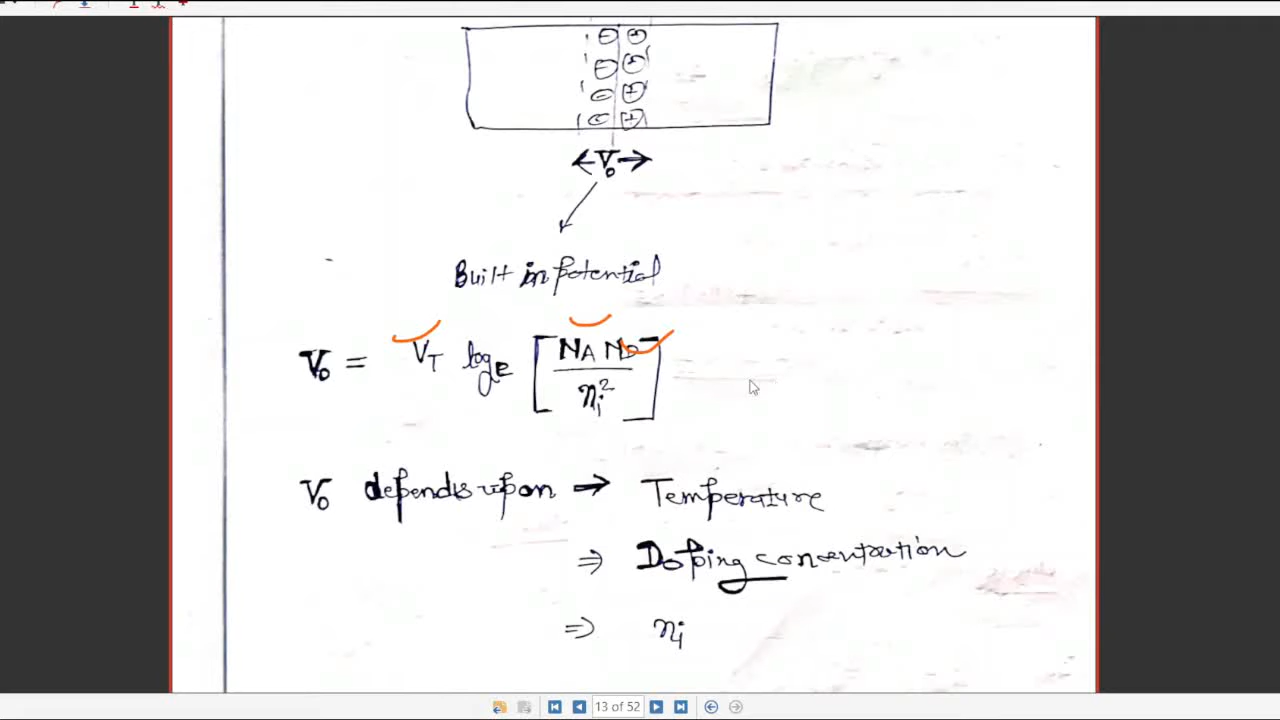 ⊖ ⊕
⊖ ⊕
⊖ ⊕
⊖ ⊕
← V₀ →
Built in potential
V₀ = V_T log_e [ N_A N_D / n_i² ]
V₀ depends upon → Temperature
⇒ Doping concentration
⇒ n_i
13 of 52